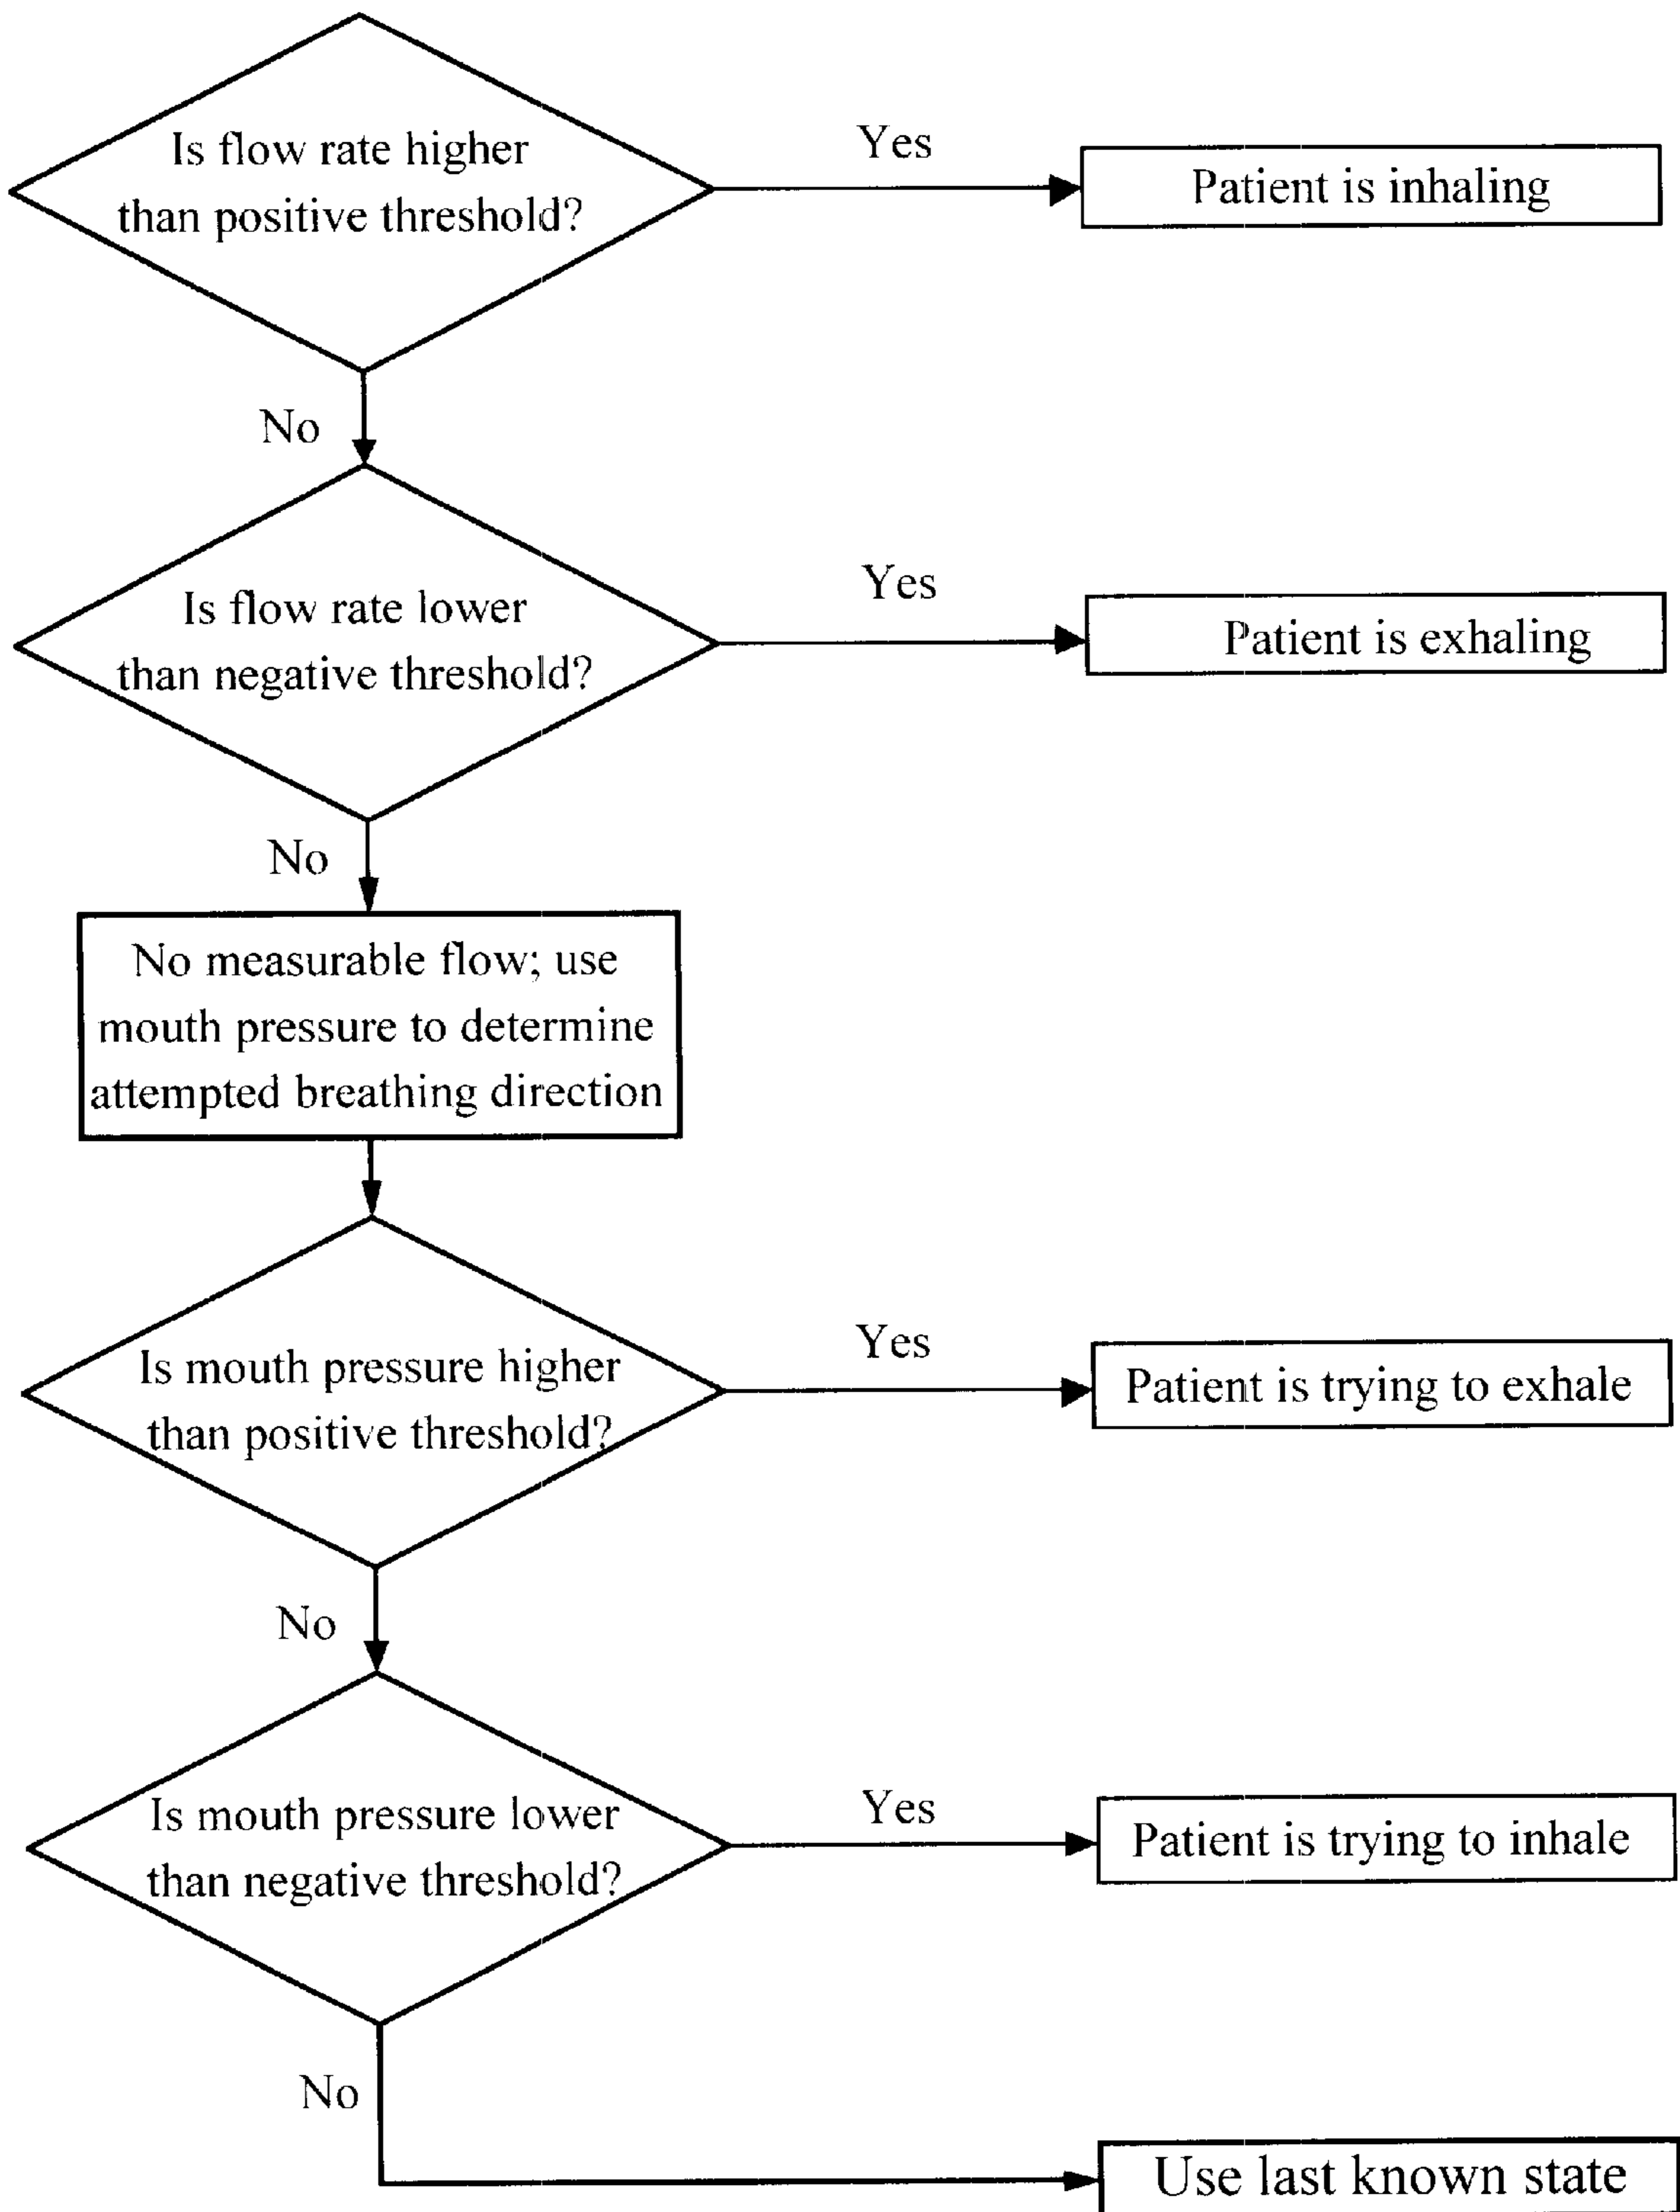 Is flow rate higher
than positive threshold?
Yes
Patient is inhaling
No
Is flow rate lower
than negative threshold?
Yes
Patient is exhaling
No
No measurable flow; use
mouth pressure to determine
attempted breathing direction
Is mouth pressure higher
than positive threshold?
Yes
Patient is trying to exhale
No
Is mouth pressure lower
than negative threshold?
Yes
Patient is trying to inhale
No
Use last known state